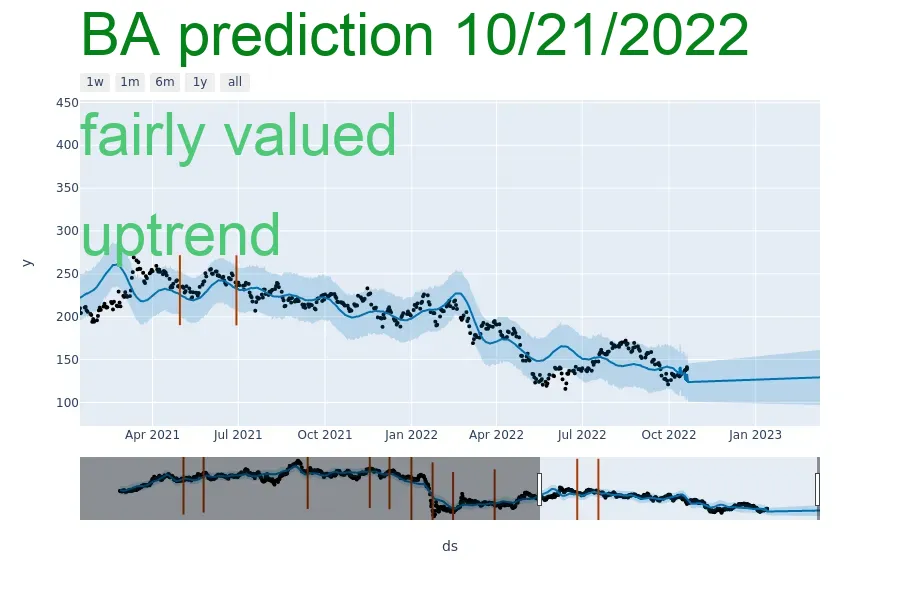 BA prediction 10/21/2022
1w 1m 6m 1y all
450
fairly valued
400
350
300
uptrend
250
200
150
100
y
Apr 2021 Jul 2021 Oct 2021 Jan 2022 Apr 2022 Jul 2022 Oct 2022 Jan 2023
ds